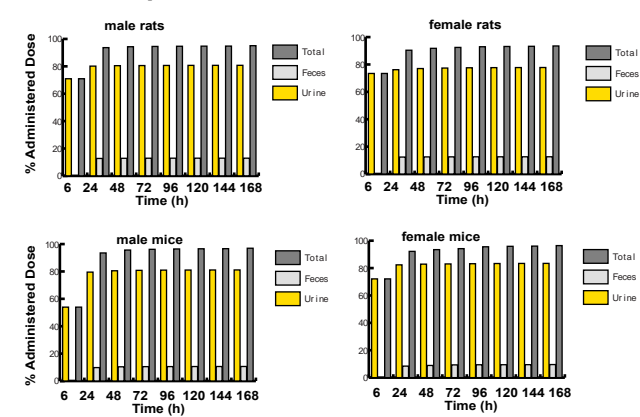 male rats
% Administered Dose
100
80
60
40
20
0
6 24 48 72 96 120 144 168
Time (h)
Total
Feces
Urine
female rats
100
80
60
40
20
0
6 24 48 72 96 120 144 168
Time (h)
Total
Feces
Urine
male mice
% Administered Dose
100
80
60
40
20
0
6 24 48 72 96 120 144 168
Time (h)
Total
Feces
Urine
female mice
100
80
60
40
20
0
6 24 48 72 96 120 144 168
Time (h)
Total
Feces
Urine